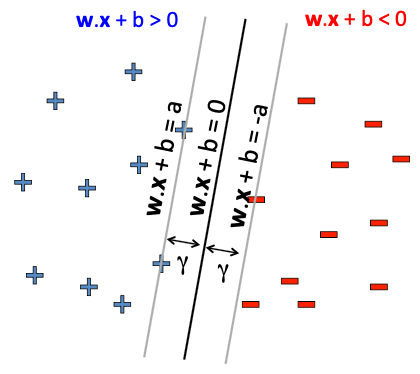 w.x + b > 0
w.x + b < 0
w.x + b = a
w.x + b = 0
w.x + b = -a
γ
γ